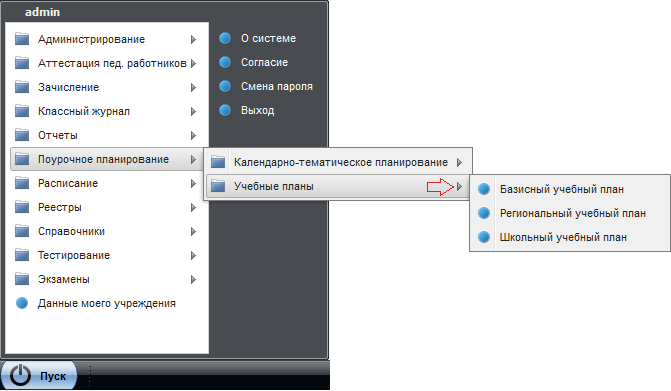 admin
Администрирование
Аттестация пед. работников
Зачисление
Классный журнал
Отчеты
Поурочное планирование
Расписание
Реестры
Справочники
Тестирование
Экзамены
Данные моего учреждения
О системе
Согласие
Смена пароля
Выход
Календарно-тематическое планирование
Учебные планы
Базисный учебный план
Региональный учебный план
Школьный учебный план
Пуск